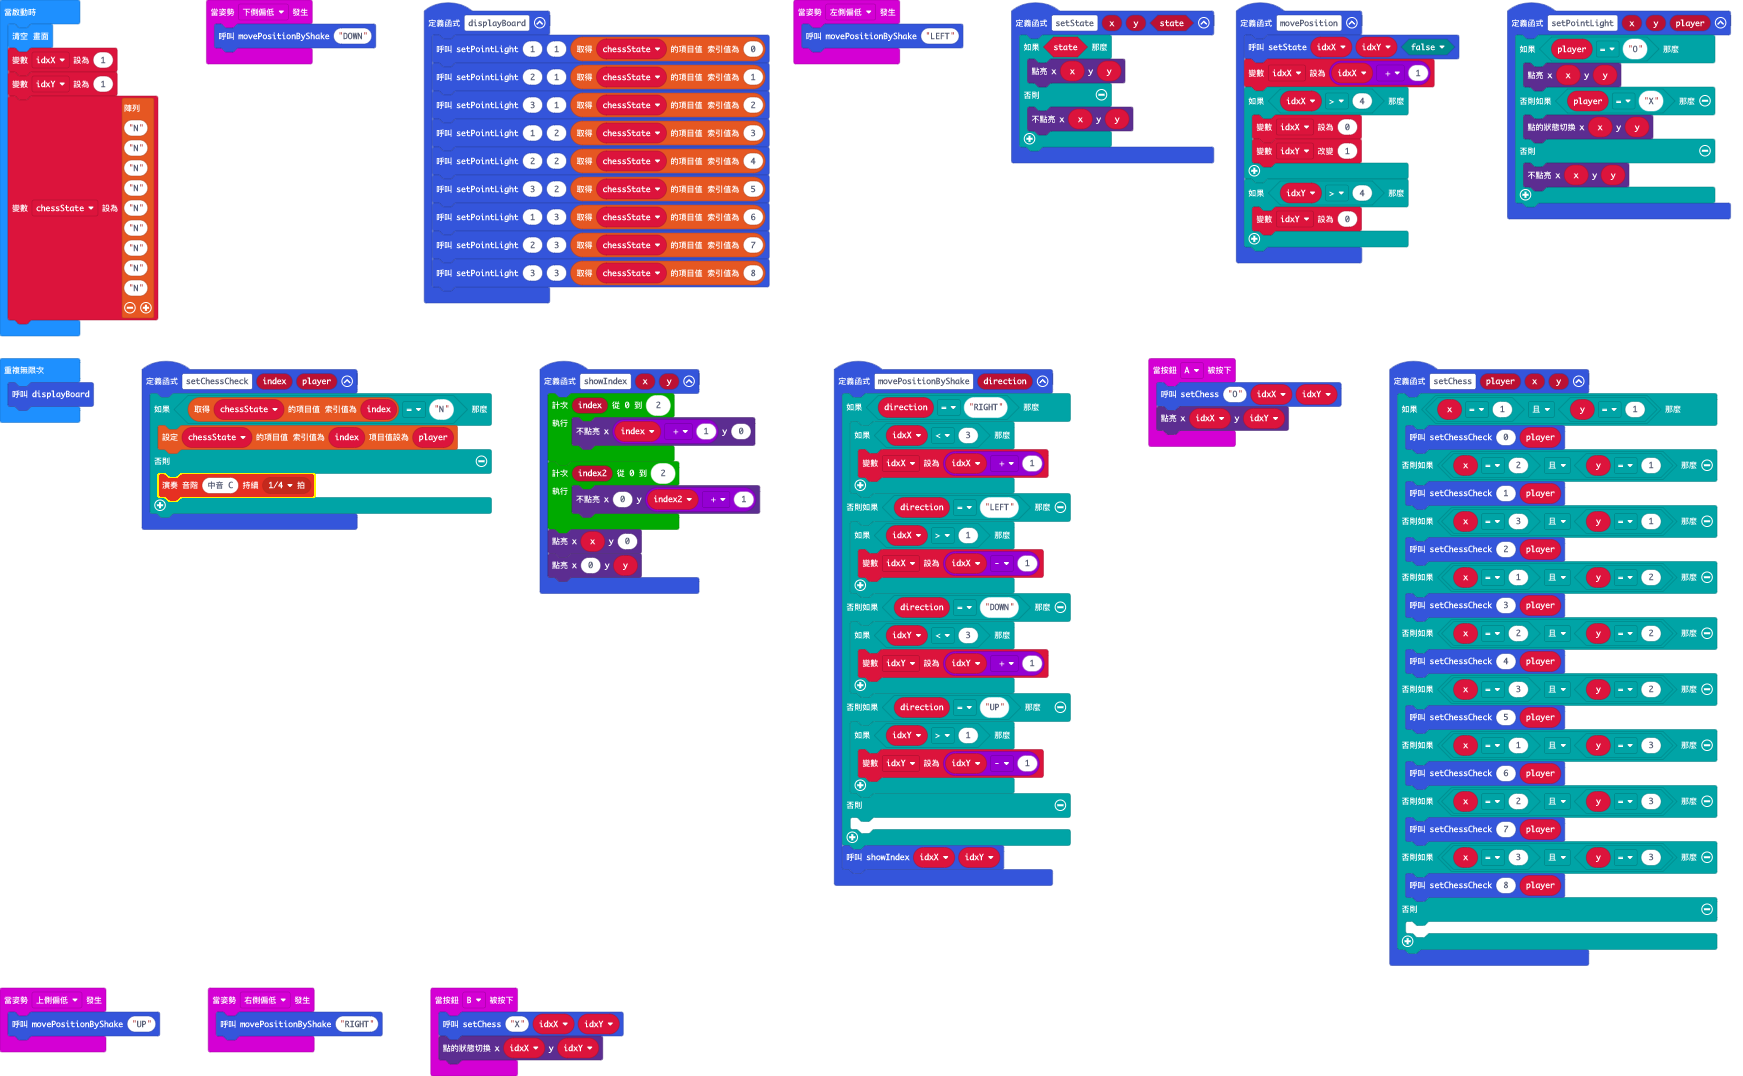 當啟動時
清空 畫面
變數 idxX 設為 1
變數 idxY 設為 1
變數 chessState 設為 陣列
"N"
"N"
"N"
"N"
"N"
"N"
"N"
"N"
"N"
當姿勢 下側偏低 發生
呼叫 movePositionByShake "DOWN"
定義函式 displayBoard
呼叫 setPointLight 1 1 取得 chessState 的項目值 索引值為 0
呼叫 setPointLight 2 1 取得 chessState 的項目值 索引值為 1
呼叫 setPointLight 3 1 取得 chessState 的項目值 索引值為 2
呼叫 setPointLight 1 2 取得 chessState 的項目值 索引值為 3
呼叫 setPointLight 2 2 取得 chessState 的項目值 索引值為 4
呼叫 setPointLight 3 2 取得 chessState 的項目值 索引值為 5
呼叫 setPointLight 1 3 取得 chessState 的項目值 索引值為 6
呼叫 setPointLight 2 3 取得 chessState 的項目值 索引值為 7
呼叫 setPointLight 3 3 取得 chessState 的項目值 索引值為 8
當姿勢 左側偏低 發生
呼叫 movePositionByShake "LEFT"
定義函式 setState x y state
如果 state 那麼
點亮 x x y y
否則
不點亮 x x y y
定義函式 movePosition
呼叫 setState idxX idxY false
變數 idxX 設為 idxX + 1
如果 idxX > 4 那麼
變數 idxX 設為 0
變數 idxY 改變 1
如果 idxY > 4 那麼
變數 idxY 設為 0
定義函式 setPointLight x y player
如果 player = "O" 那麼
點亮 x x y y
否則如果 player = "X" 那麼
點的狀態切換 x x y y
否則
不點亮 x x y y
重複無限次
呼叫 displayBoard
定義函式 setChessCheck index player
如果 取得 chessState 的項目值 索引值為 index = "N" 那麼
設定 chessState 的項目值 索引值為 index 項目值設為 player
否則
演奏 音階 中音 C 持續 1/4 拍
定義函式 showIndex x y
計次 index 從 0 到 2
執行 不點亮 x index + 1 y 0
計次 index2 從 0 到 2
執行 不點亮 x 0 y index2 + 1
點亮 x x y 0
點亮 x 0 y y
定義函式 movePositionByShake direction
如果 direction = "RIGHT" 那麼
如果 idxX < 3 那麼
變數 idxX 設為 idxX + 1
否則如果 direction = "LEFT" 那麼
如果 idxX > 1 那麼
變數 idxX 設為 idxX - 1
否則如果 direction = "DOWN" 那麼
如果 idxY < 3 那麼
變數 idxY 設為 idxY + 1
否則如果 direction = "UP" 那麼
如果 idxY > 1 那麼
變數 idxY 設為 idxY - 1
否則
呼叫 showIndex idxX idxY
當按鈕 A 被按下
呼叫 setChess "O" idxX idxY
點亮 x idxX y idxY
定義函式 setChess player x y
如果 x = 1 且 y = 1 那麼
呼叫 setChessCheck 0 player
否則如果 x = 2 且 y = 1 那麼
呼叫 setChessCheck 1 player
否則如果 x = 3 且 y = 1 那麼
呼叫 setChessCheck 2 player
否則如果 x = 1 且 y = 2 那麼
呼叫 setChessCheck 3 player
否則如果 x = 2 且 y = 2 那麼
呼叫 setChessCheck 4 player
否則如果 x = 3 且 y = 2 那麼
呼叫 setChessCheck 5 player
否則如果 x = 1 且 y = 3 那麼
呼叫 setChessCheck 6 player
否則如果 x = 2 且 y = 3 那麼
呼叫 setChessCheck 7 player
否則如果 x = 3 且 y = 3 那麼
呼叫 setChessCheck 8 player
否則
當姿勢 上側偏低 發生
呼叫 movePositionByShake "UP"
當姿勢 右側偏低 發生
呼叫 movePositionByShake "RIGHT"
當按鈕 B 被按下
呼叫 setChess "X" idxX idxY
點的狀態切換 x idxX y idxY